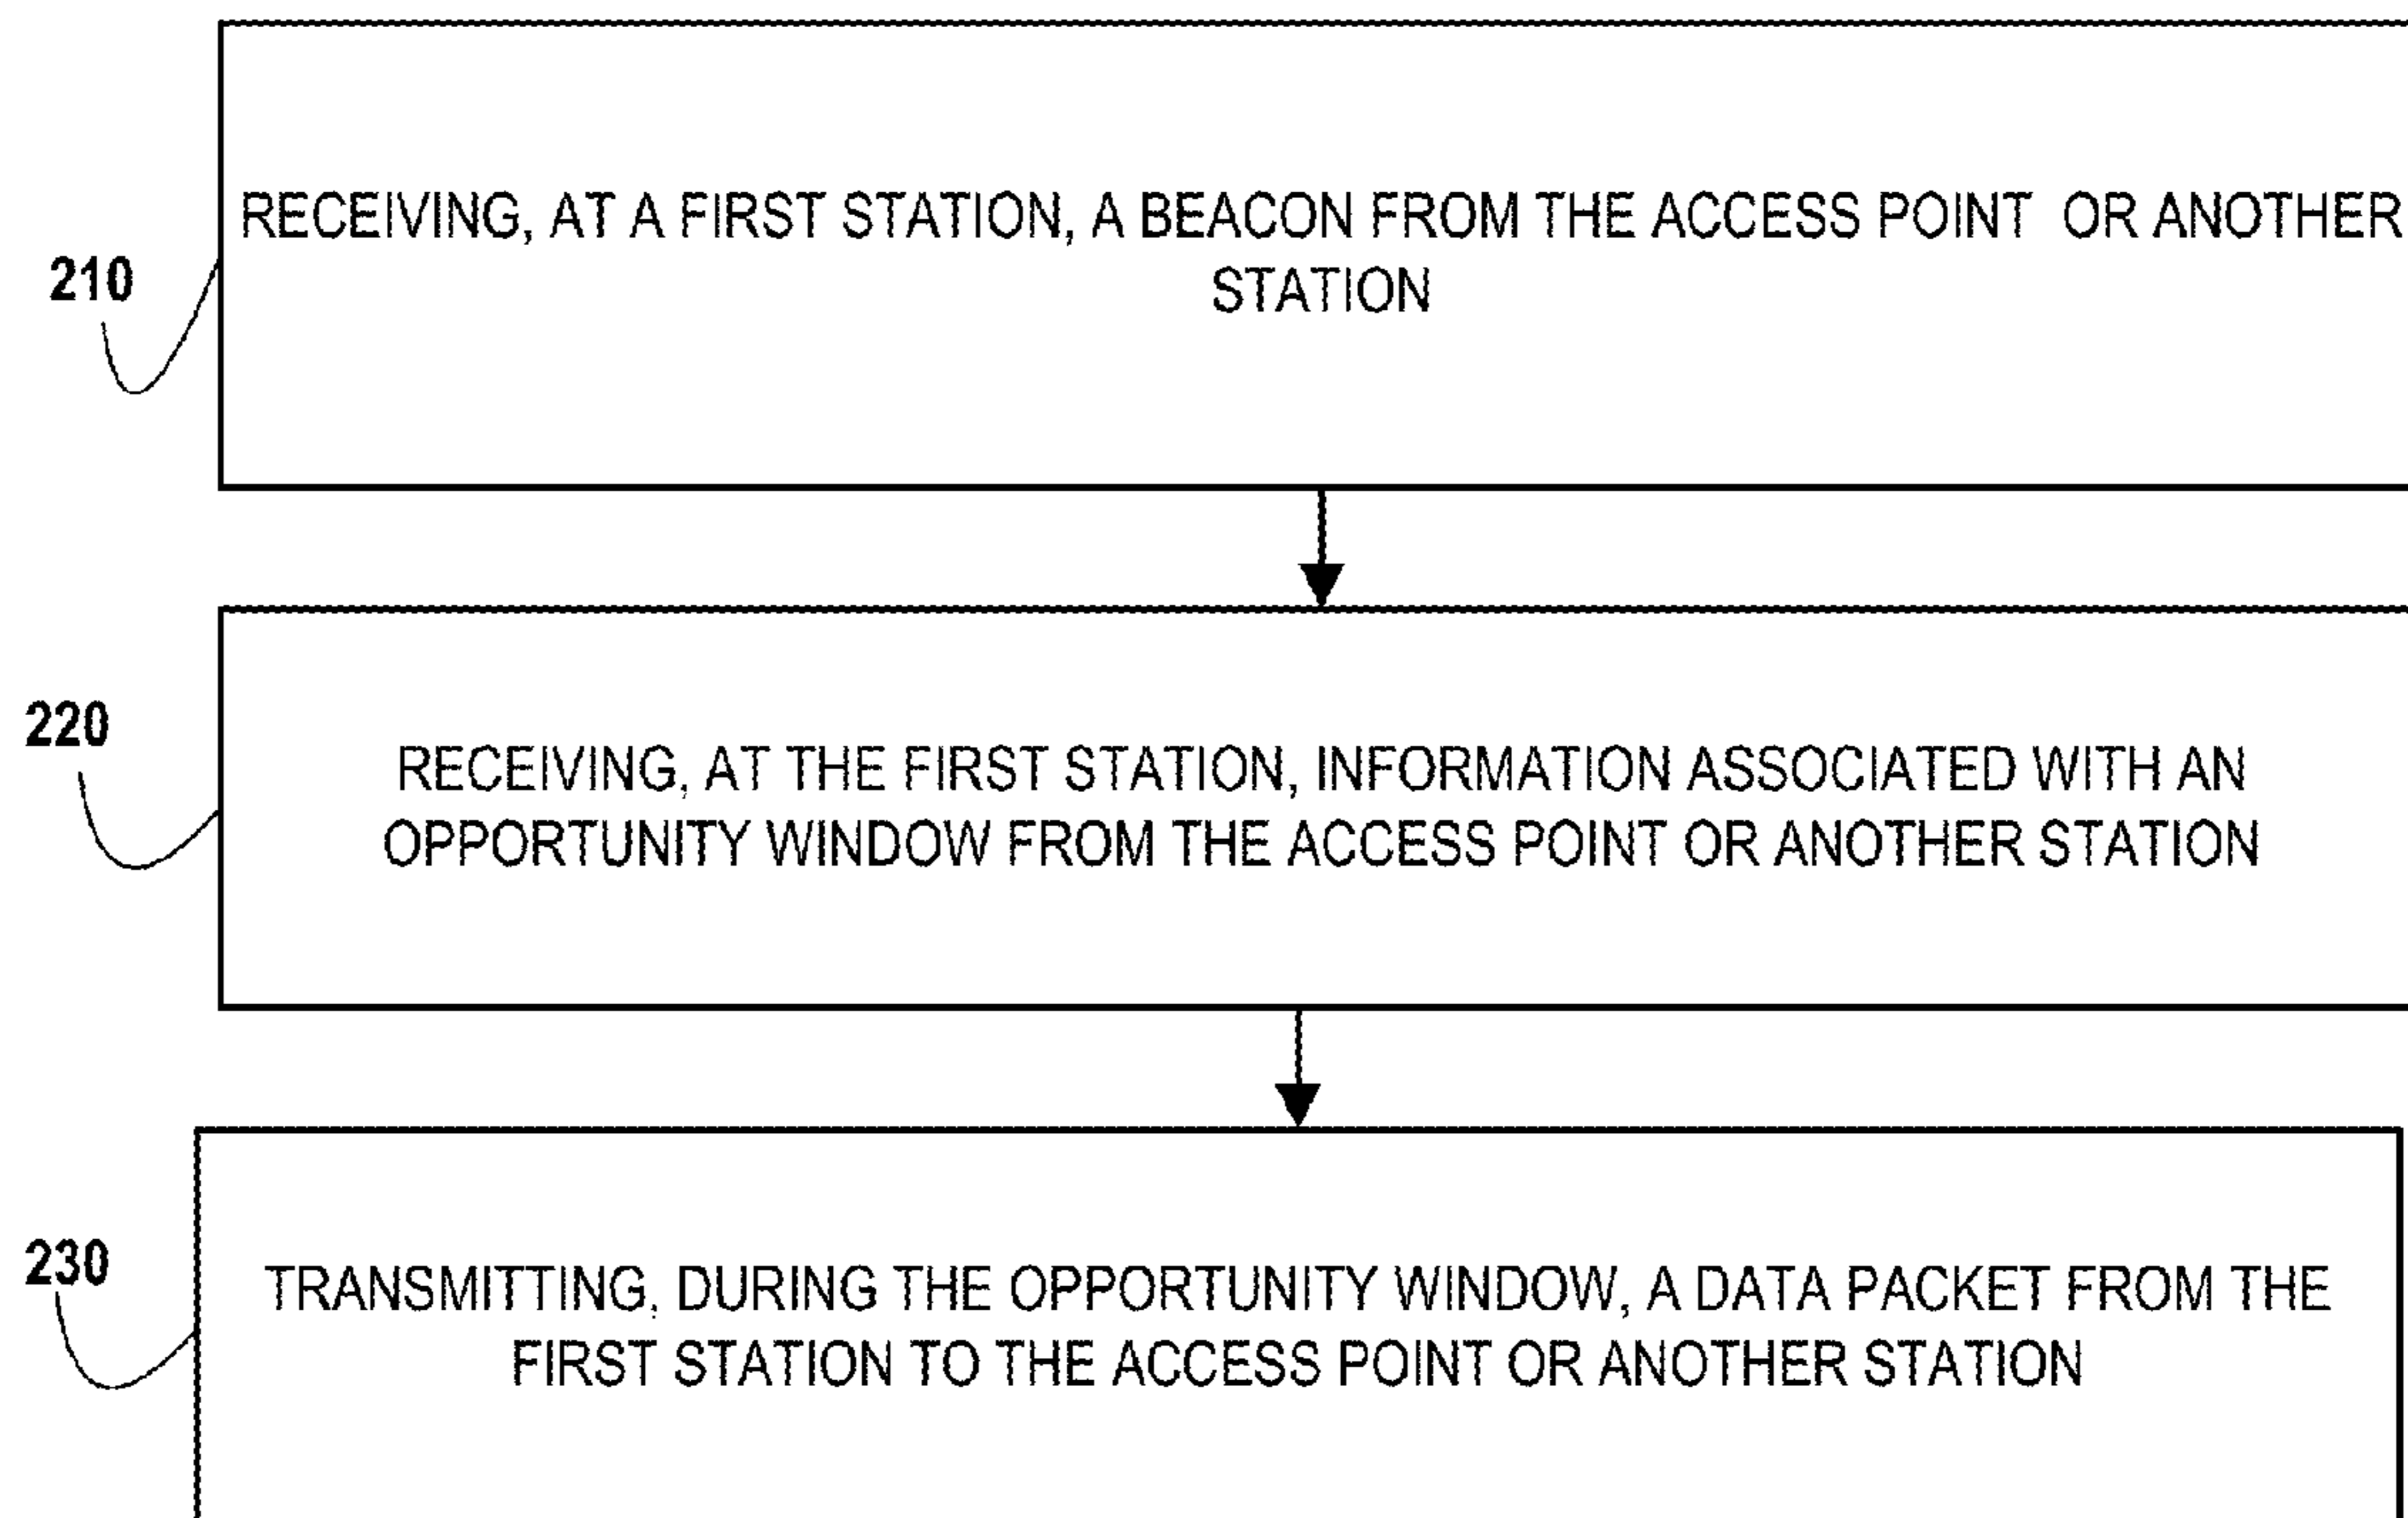 RECEIVING, AT A FIRST STATION, A BEACON FROM THE ACCESS POINT OR ANOTHER
STATION
210
220
RECEIVING, AT THE FIRST STATION, INFORMATION ASSOCIATED WITH AN
OPPORTUNITY WINDOW FROM THE ACCESS POINT OR ANOTHER STATION
230
TRANSMITTING, DURING THE OPPORTUNITY WINDOW, A DATA PACKET FROM THE
FIRST STATION TO THE ACCESS POINT OR ANOTHER STATION